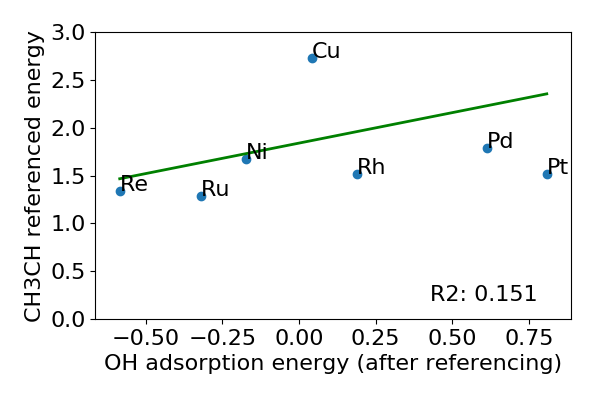 CH3CH referenced energy
3.0
2.5
2.0
1.5
1.0
0.5
0.0
Cu
Ni
Pd
Rh
Pt
Re
Ru
R2: 0.151
−0.50 −0.25 0.00 0.25 0.50 0.75
OH adsorption energy (after referencing)